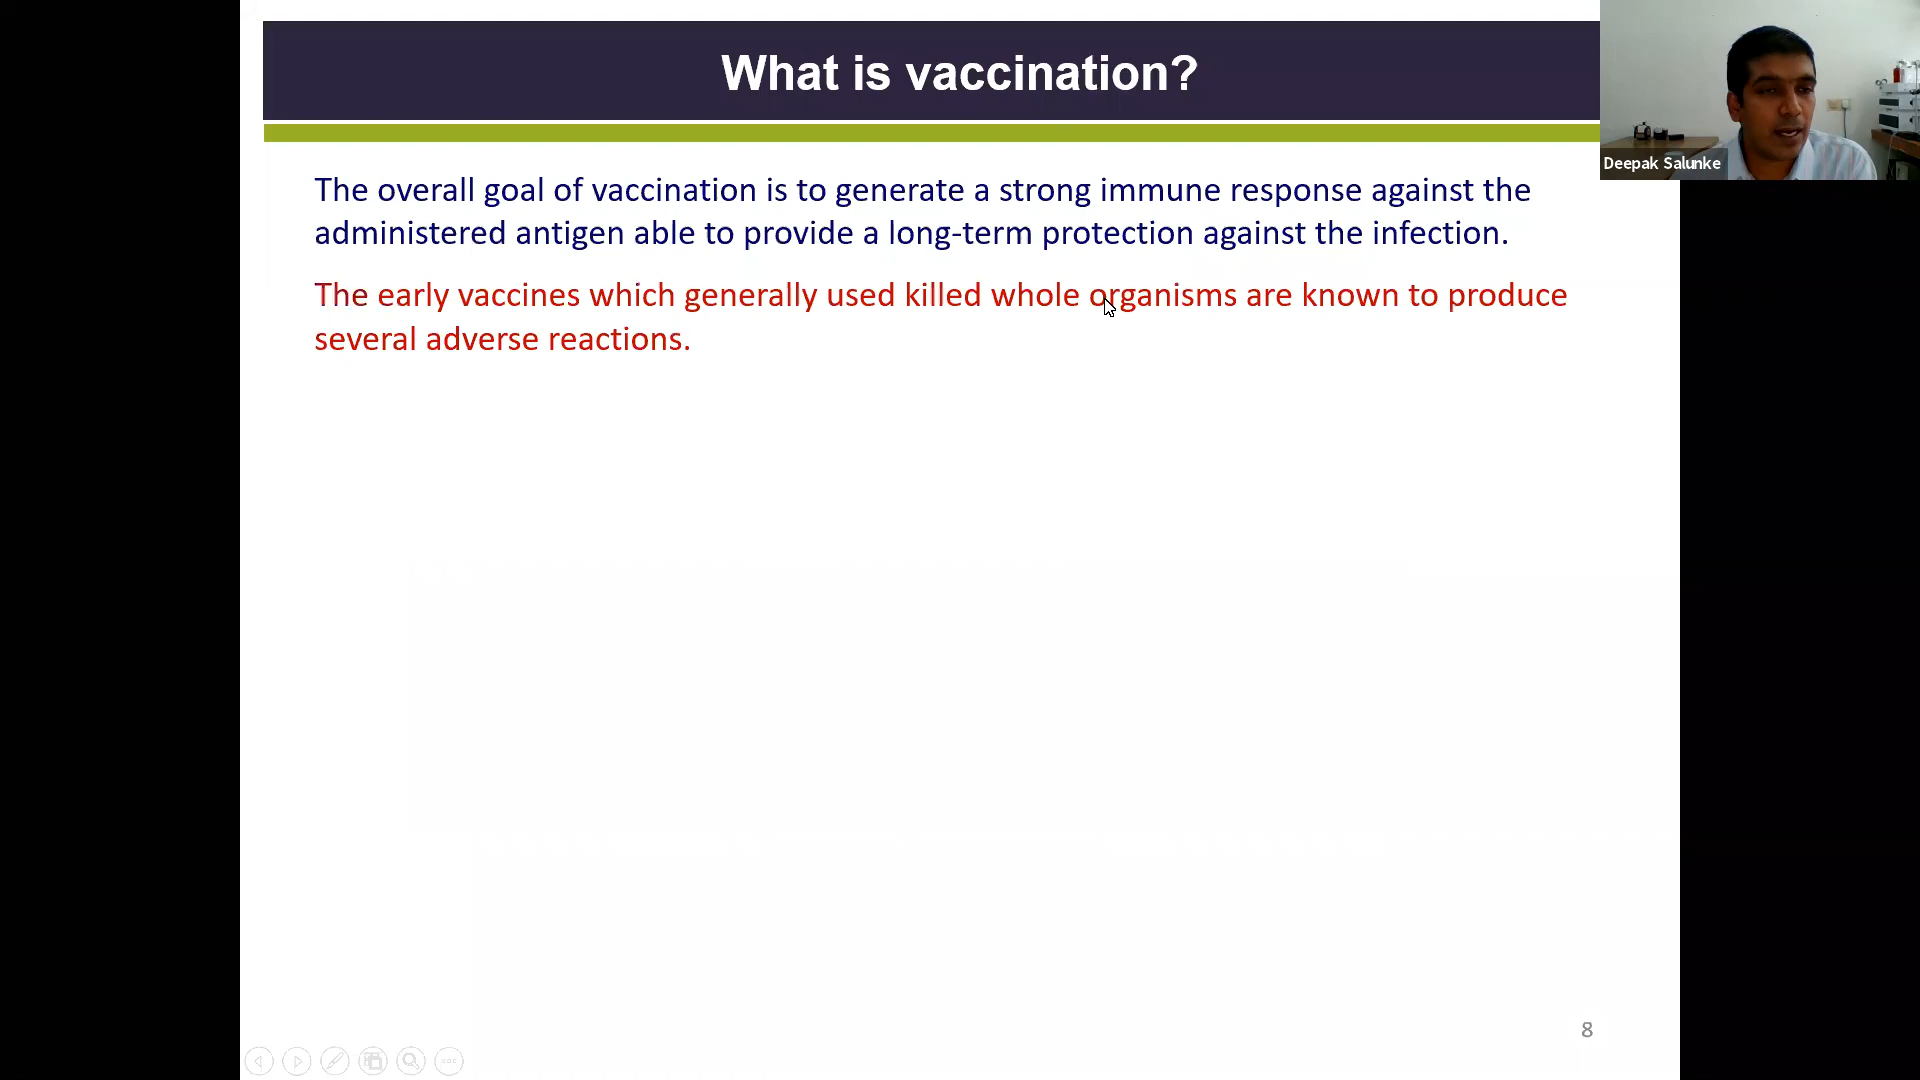 What is vaccination?
Deepak Salunke
The overall goal of vaccination is to generate a strong immune response against the
administered antigen able to provide a long-term protection against the infection.
The early vaccines which generally used killed whole organisms are known to produce
several adverse reactions.
8